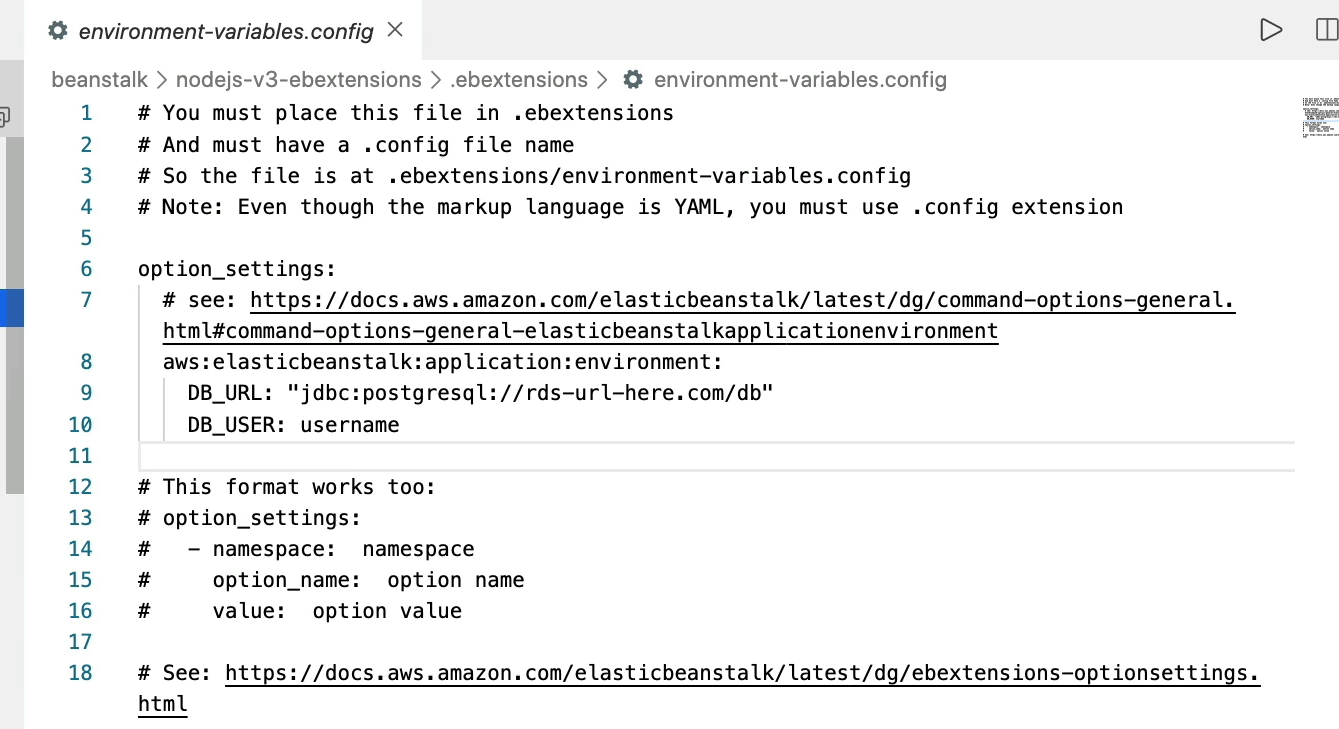 environment-variables.config
beanstalk > nodejs-v3-ebextensions > .ebextensions > environment-variables.config
1 # You must place this file in .ebextensions
2 # And must have a .config file name
3 # So the file is at .ebextensions/environment-variables.config
4 # Note: Even though the markup language is YAML, you must use .config extension
5
6 option_settings:
7 # see: https://docs.aws.amazon.com/elasticbeanstalk/latest/dg/command-options-general.
html#command-options-general-elasticbeanstalkapplicationenvironment
8 aws:elasticbeanstalk:application:environment:
9 DB_URL: "jdbc:postgresql://rds-url-here.com/db"
10 DB_USER: username
11
12 # This format works too:
13 # option_settings:
14 #   - namespace:  namespace
15 #     option_name:  option name
16 #     value:  option value
17
18 # See: https://docs.aws.amazon.com/elasticbeanstalk/latest/dg/ebextensions-optionsettings.
html